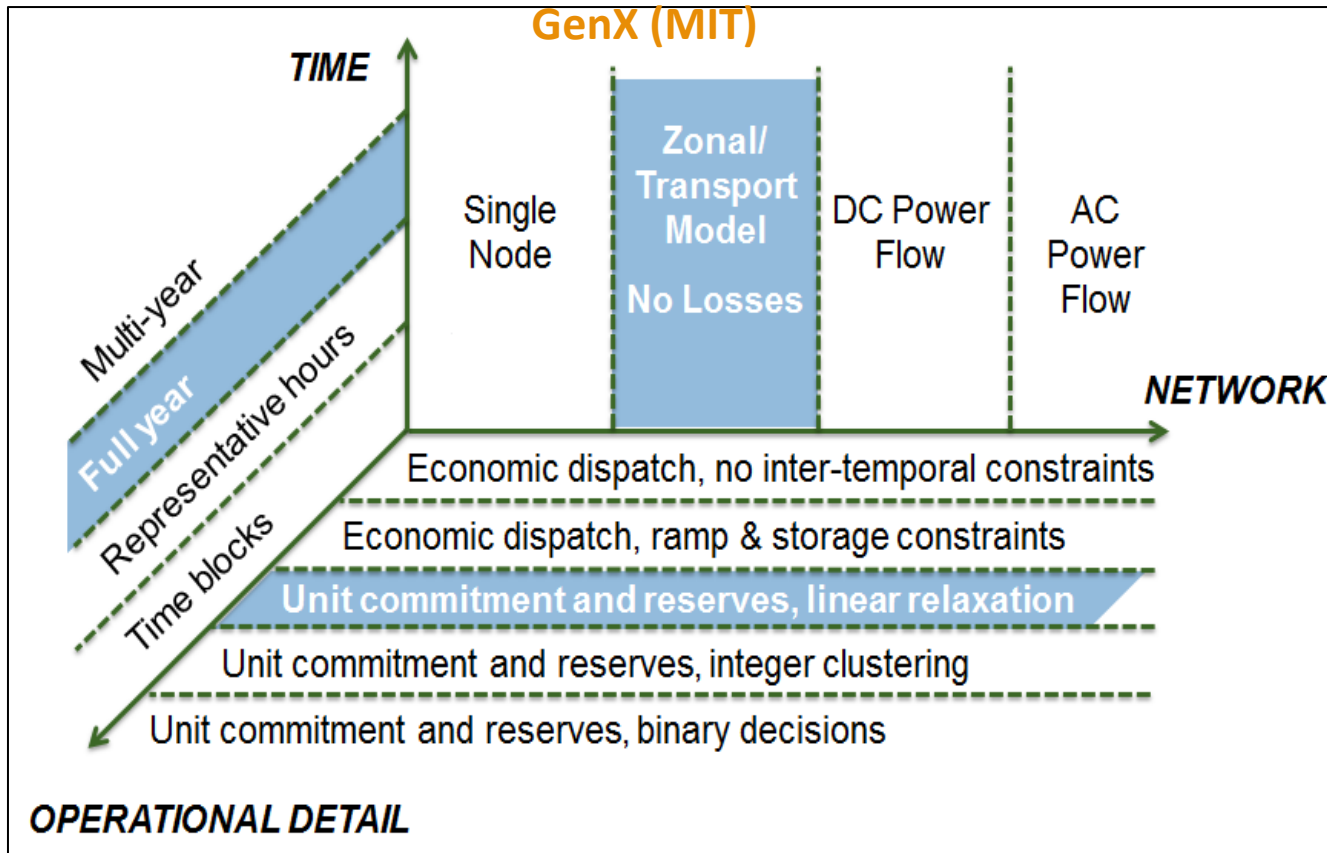 GenX (MIT)
TIME
Single
Node
Zonal/
Transport
Model
No Losses
DC Power
Flow
AC
Power
Flow
NETWORK
Multi-year
Full year
Representative hours
Time blocks
Economic dispatch, no inter-temporal constraints
Economic dispatch, ramp & storage constraints
Unit commitment and reserves, linear relaxation
Unit commitment and reserves, integer clustering
Unit commitment and reserves, binary decisions
OPERATIONAL DETAIL